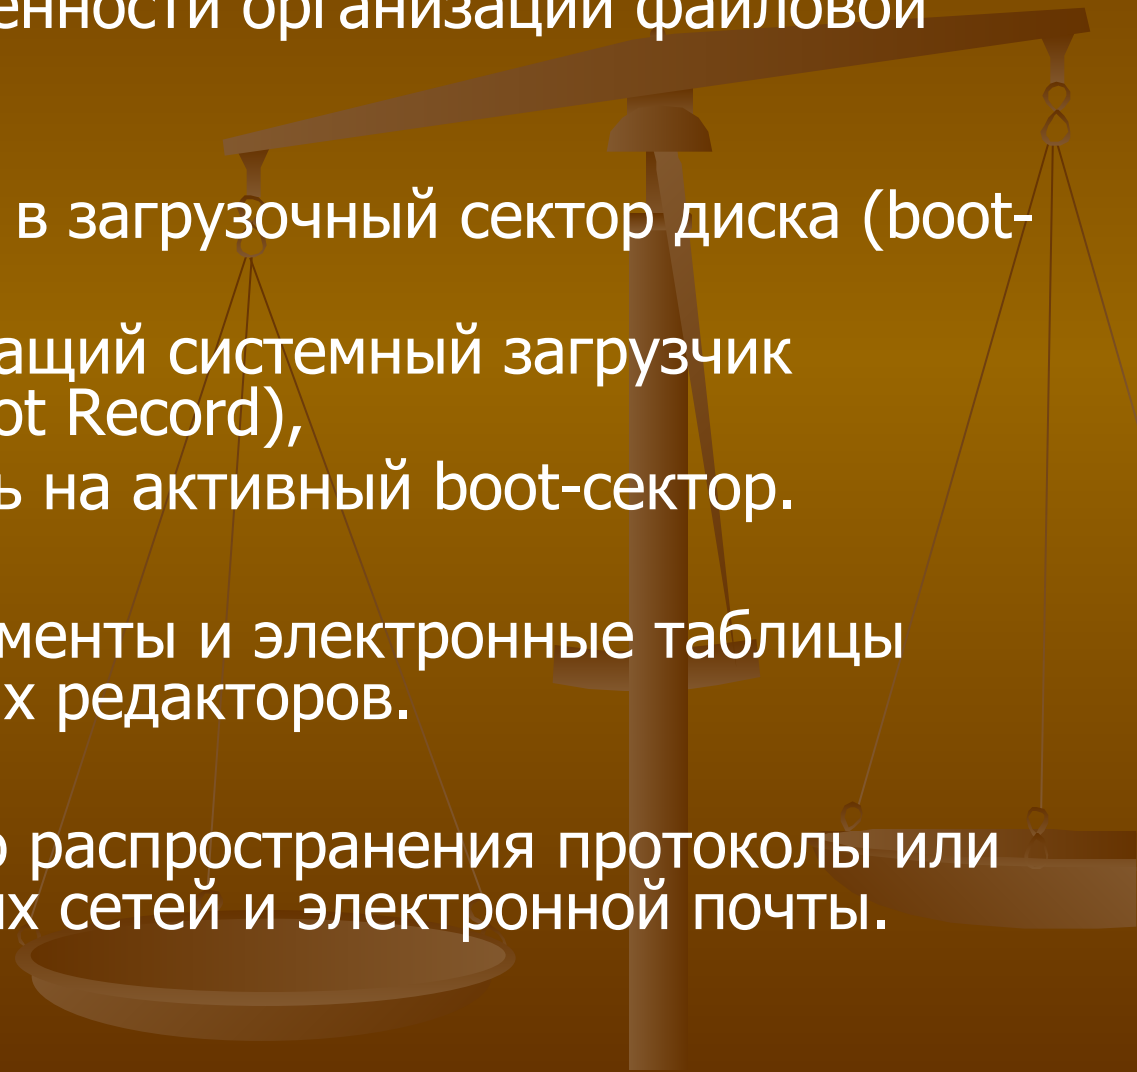 енности организации файловой
в загрузочный сектор диска (boot-
ащий системный загрузчик
ot Record),
ь на активный boot-сектор.
менты и электронные таблицы
х редакторов.
о распространения протоколы или
ых сетей и электронной почты.